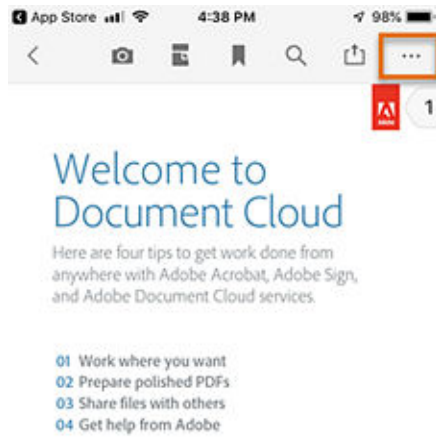 App Store 4:38 PM 98%
1
Adobe
Welcome to
Document Cloud
Here are four tips to get work done from
anywhere with Adobe Acrobat, Adobe Sign,
and Adobe Document Cloud services.
01 Work where you want
02 Prepare polished PDFs
03 Share files with others
04 Get help from Adobe